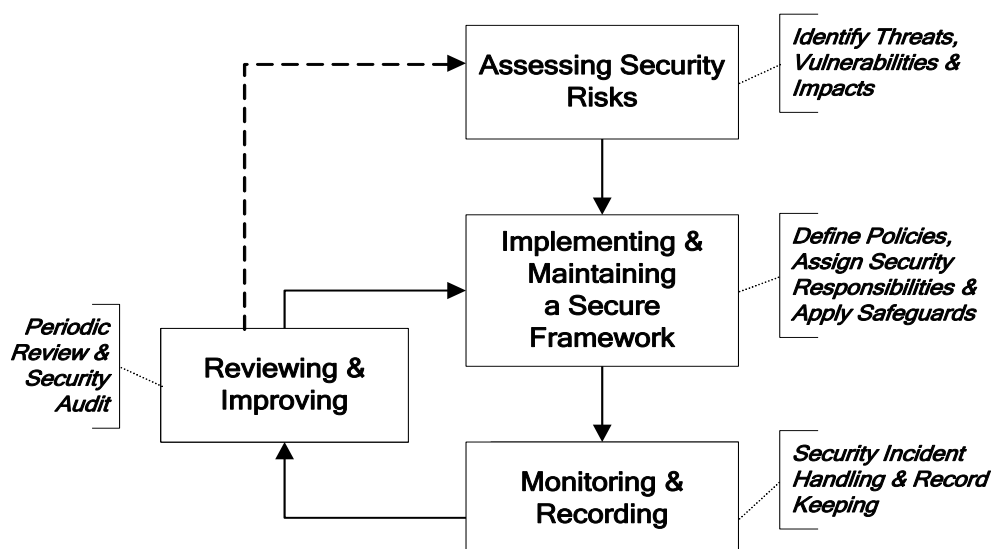 Assessing Security
Risks
Identify Threats,
Vulnerabilities &
Impacts
Implementing &
Maintaining
a Secure
Framework
Define Policies,
Assign Security
Responsibilities &
Apply Safeguards
Periodic
Review &
Security
Audit
Reviewing &
Improving
Monitoring &
Recording
Security Incident
Handling & Record
Keeping